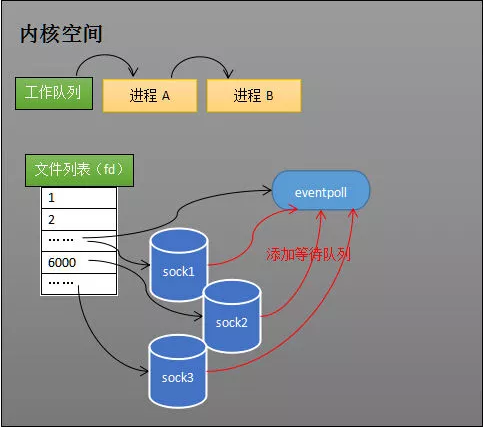 内核空间
工作队列
进程 A
进程 B
文件列表（fd）
1
2
……
6000
……
eventpoll
添加等待队列
sock1
sock2
sock3